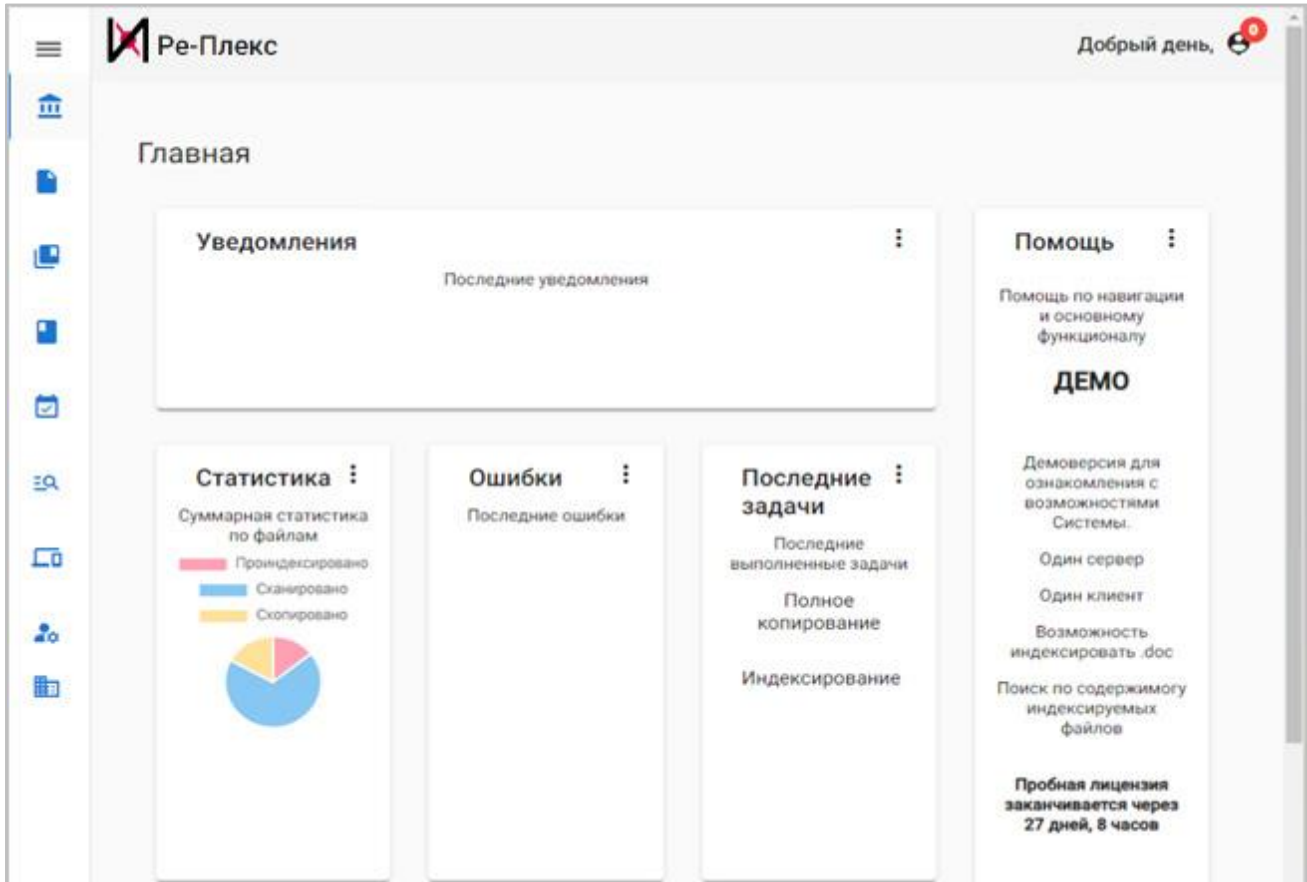 Ре-Плекс
Добрый день,
0
Главная
Уведомления
Последние уведомления
Статистика
Суммарная статистика
по файлам
Проиндексировано
Сканировано
Скопировано
Ошибки
Последние ошибки
Последние
задачи
Последние
выполненные задачи
Полное
копирование
Индексирование
Помощь
Помощь по навигации
и основному
функционалу
ДЕМО
Демоверсия для
ознакомления с
возможностями
Системы.
Один сервер
Один клиент
Возможность
индексировать .doc
Поиск по содержимогу
индексируемых
файлов
Пробная лицензия
заканчивается через
27 дней, 8 часов